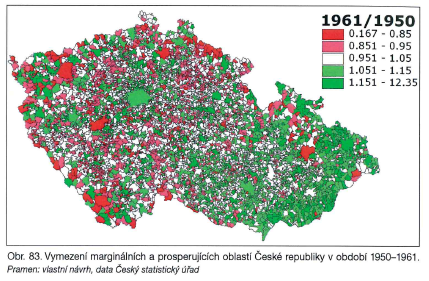 1961/1950
0.167 - 0.85
0.851 - 0.95
0.951 - 1.05
1.051 - 1.15
1.151 - 12.35
Obr. 83. Vymezení marginálních a prosperujících oblastí České republiky v období 1950–1961.
Pramen: vlastní návrh, data Český statistický úřad